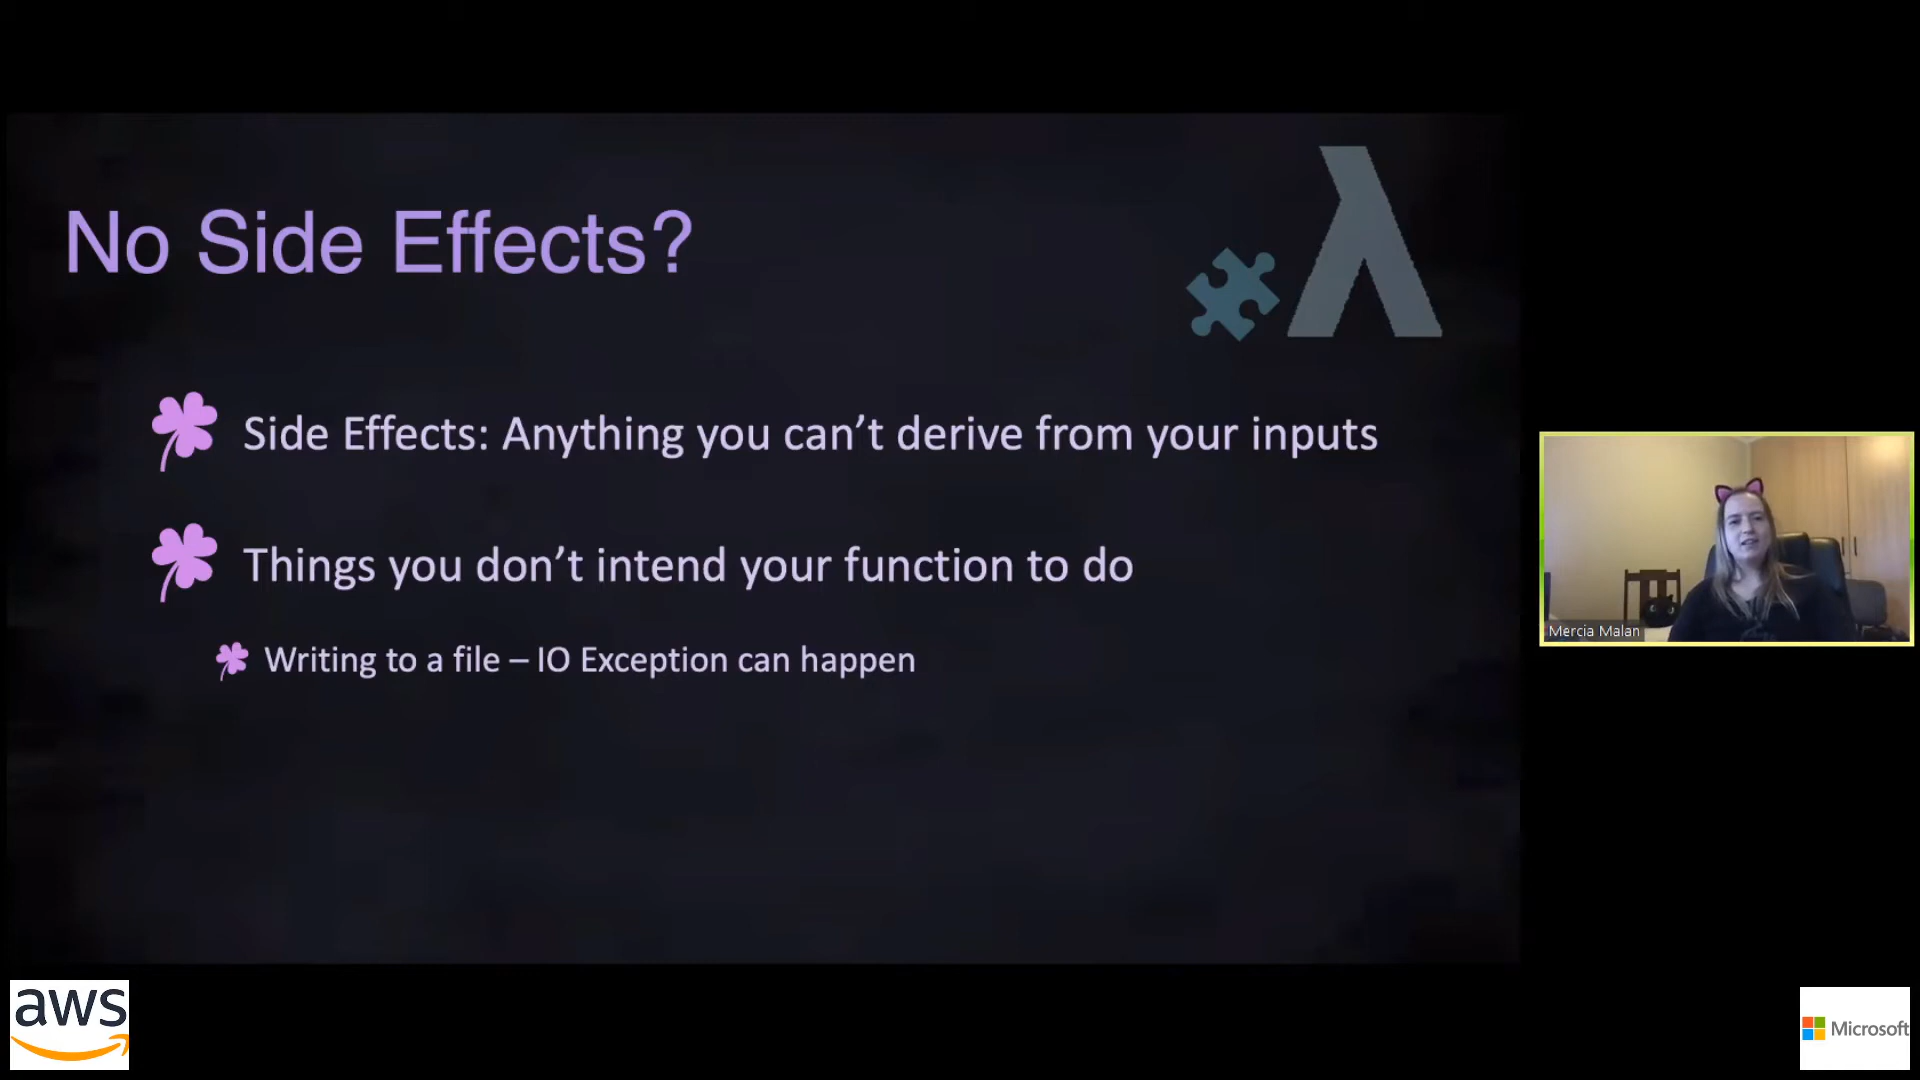 No Side Effects?
λ
Side Effects: Anything you can’t derive from your inputs
Things you don’t intend your function to do
Writing to a file – IO Exception can happen
Mercia Malan
aws
Microsoft